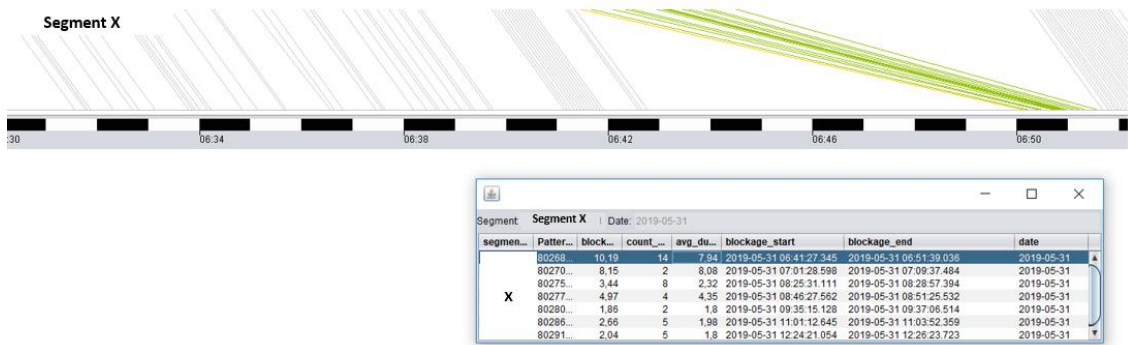 Segment X
:30 06:34 06:38 06:42 06:46 06:50
Segment: Segment X Date: 2019-05-31
segmen... Patter... block... count_... avg_du... blockage_start blockage_end date
80268... 10,19 14 7,94 2019-05-31 06:41:27.345 2019-05-31 06:51:39.036 2019-05-31
80270... 8,15 2 8,08 2019-05-31 07:01:28.598 2019-05-31 07:09:37.484 2019-05-31
80275... 3,44 8 2,32 2019-05-31 08:25:31.111 2019-05-31 08:28:57.394 2019-05-31
X 80277... 4,97 4 4,35 2019-05-31 08:46:27.562 2019-05-31 08:51:25.532 2019-05-31
80280... 1,86 2 1,8 2019-05-31 09:35:15.128 2019-05-31 09:37:06.514 2019-05-31
80286... 2,66 5 1,98 2019-05-31 11:01:12.645 2019-05-31 11:03:52.359 2019-05-31
80291... 2,04 5 1,8 2019-05-31 12:24:21.054 2019-05-31 12:26:23.723 2019-05-31